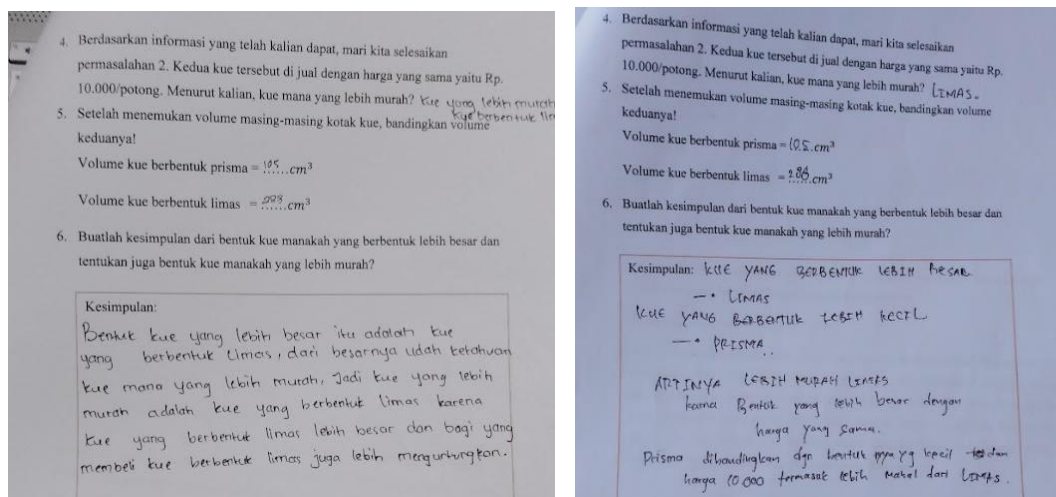 4. Berdasarkan informasi yang telah kalian dapat, mari kita selesaikan
permasalahan 2. Kedua kue tersebut di jual dengan harga yang sama yaitu Rp.
10.000/potong. Menurut kalian, kue mana yang lebih murah? Kue yang lebih murah
kue berbentuk lim
5. Setelah menemukan volume masing-masing kotak kue, bandingkan volume
keduanya!
Volume kue berbentuk prisma = 105 cm³
Volume kue berbentuk limas = cm³
6. Buatlah kesimpulan dari bentuk kue manakah yang berbentuk lebih besar dan
tentukan juga bentuk kue manakah yang lebih murah?
Kesimpulan:
Bentuk kue yang lebih besar itu adalah kue
yang berbentuk limas, dari besarnya udah ketahuan
kue mana yang lebih murah, Jadi kue yang lebih
murah adalah kue yang berbentuk limas karena
kue yang berbentuk limas lebih besar dan bagi yang
membeli kue berbentuk limas juga lebih menguntungkan.
4. Berdasarkan informasi yang telah kalian dapat, mari kita selesaikan
permasalahan 2. Kedua kue tersebut di jual dengan harga yang sama yaitu Rp.
10.000/potong. Menurut kalian, kue mana yang lebih murah? LIMAS.
5. Setelah menemukan volume masing-masing kotak kue, bandingkan volume
keduanya!
Volume kue berbentuk prisma = 105 cm³
Volume kue berbentuk limas = cm³
6. Buatlah kesimpulan dari bentuk kue manakah yang berbentuk lebih besar dan
tentukan juga bentuk kue manakah yang lebih murah?
Kesimpulan: KUE YANG BERBENTUK LEBIH BESAR
— • LIMAS
KUE YANG BERBENTUK LEBIH KECIL
— • PRISMA..
ARTINYA LEBIH MURAH LIMAS
karna Bentuk yang lebih besar dengan
harga yang sama.
Prisma dibandingkan dgn bentuk yg kecil dan
harga 10 000 termasuk lebih mahal dari LIMAS.